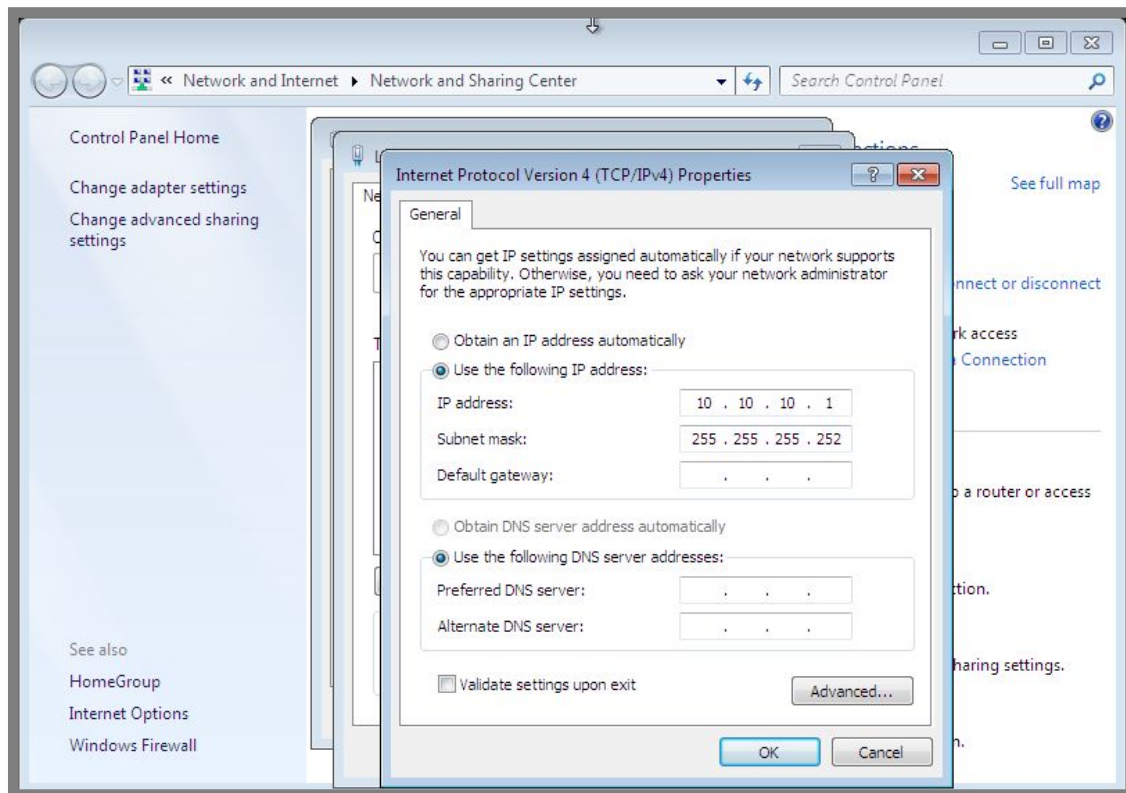 « Network and Internet ▸ Network and Sharing Center
Search Control Panel
Control Panel Home
Change adapter settings
Change advanced sharing
settings
See also
HomeGroup
Internet Options
Windows Firewall
See full map
Internet Protocol Version 4 (TCP/IPv4) Properties
General
You can get IP settings assigned automatically if your network supports
this capability. Otherwise, you need to ask your network administrator
for the appropriate IP settings.
Obtain an IP address automatically
Use the following IP address:
IP address: 10 . 10 . 10 . 1
Subnet mask: 255 . 255 . 255 . 252
Default gateway: . . .
Obtain DNS server address automatically
Use the following DNS server addresses:
Preferred DNS server: . . .
Alternate DNS server: . . .
Validate settings upon exit
Advanced...
OK Cancel
or disconnect
access
Connection
a router or access
settings.